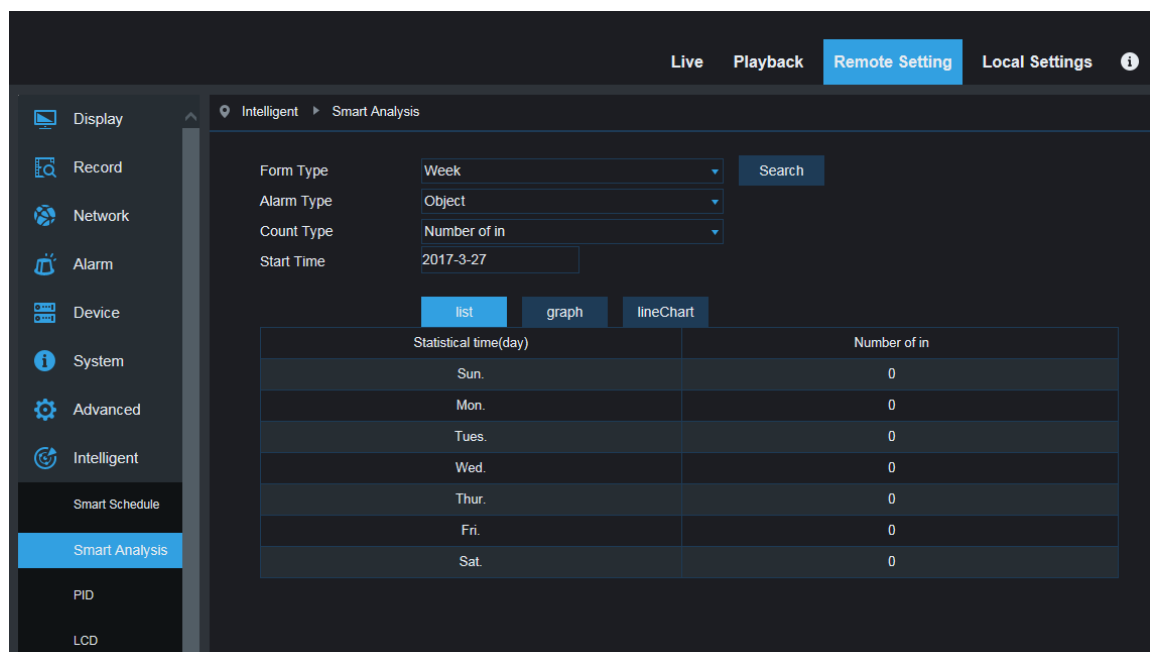 Live Playback Remote Setting Local Settings
Intelligent Smart Analysis
Display
Record
Network
Alarm
Device
System
Advanced
Intelligent
Smart Schedule
Smart Analysis
PID
LCD
Form Type Week Search
Alarm Type Object
Count Type Number of in
Start Time 2017-3-27
list graph lineChart
Statistical time(day) Number of in
Sun. 0
Mon. 0
Tues. 0
Wed. 0
Thur. 0
Fri. 0
Sat. 0